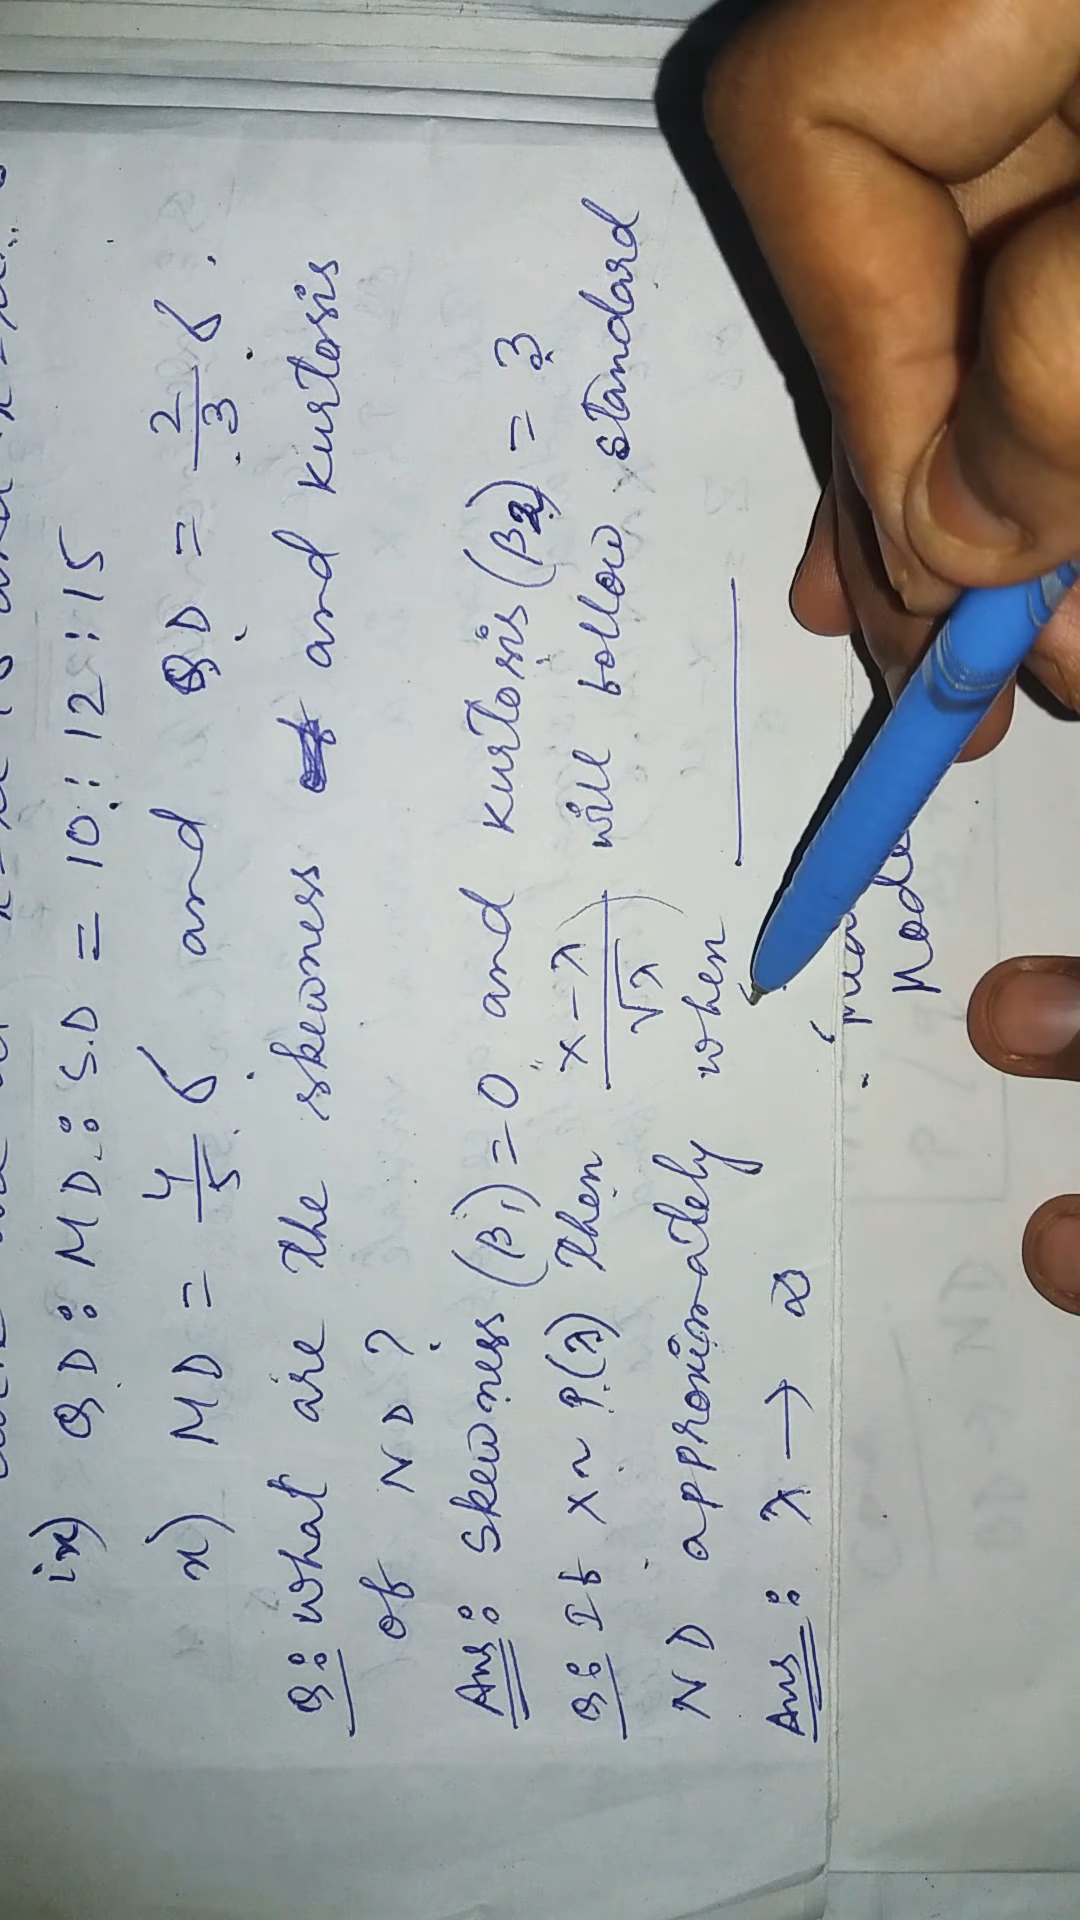 ix) QD : MD : S.D = 10 : 12 : 15
x) MD = 4/5 σ and QD = 2/3 σ.
Q: what are the skewness and kurtosis
of ND?
Ans: skewness (β1) = 0 and kurtosis (β2) = 3
Q: If X ~ P(λ) Then X-λ/√λ will follow standard
ND approximately when
Ans: λ → ∞
Mode